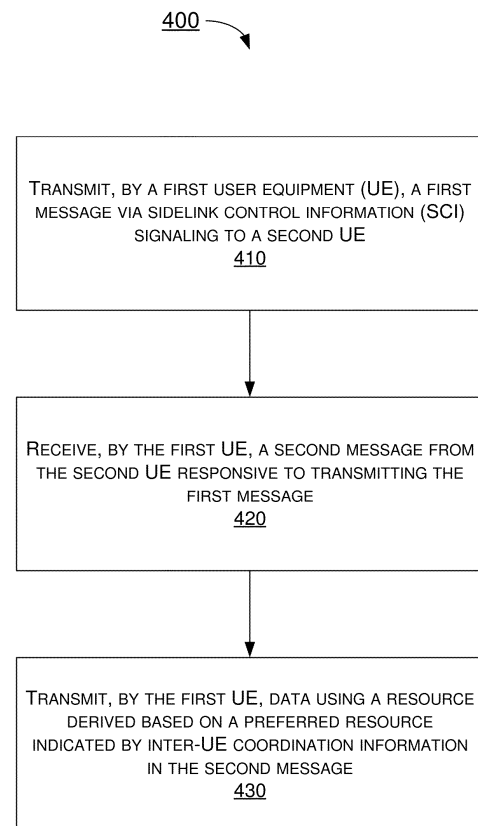 400
TRANSMIT, BY A FIRST USER EQUIPMENT (UE), A FIRST
MESSAGE VIA SIDELINK CONTROL INFORMATION (SCI)
SIGNALING TO A SECOND UE
410
RECEIVE, BY THE FIRST UE, A SECOND MESSAGE FROM
THE SECOND UE RESPONSIVE TO TRANSMITTING THE
FIRST MESSAGE
420
TRANSMIT, BY THE FIRST UE, DATA USING A RESOURCE
DERIVED BASED ON A PREFERRED RESOURCE
INDICATED BY INTER-UE COORDINATION INFORMATION
IN THE SECOND MESSAGE
430